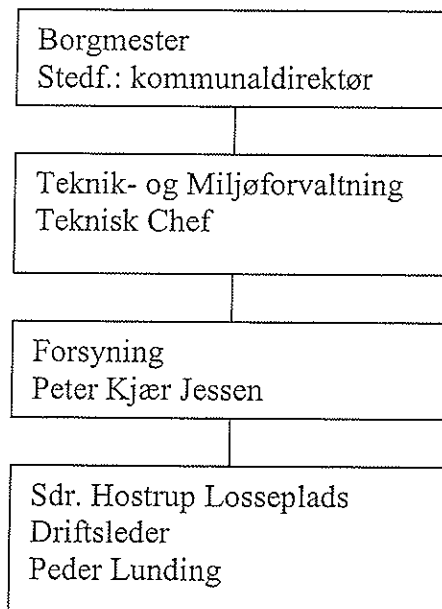 Borgmester
Stedf.: kommunaldirektør
Teknik- og Miljøforvaltning
Teknisk Chef
Forsyning
Peter Kjær Jessen
Sdr. Hostrup Losseplads
Driftsleder
Peder Lunding